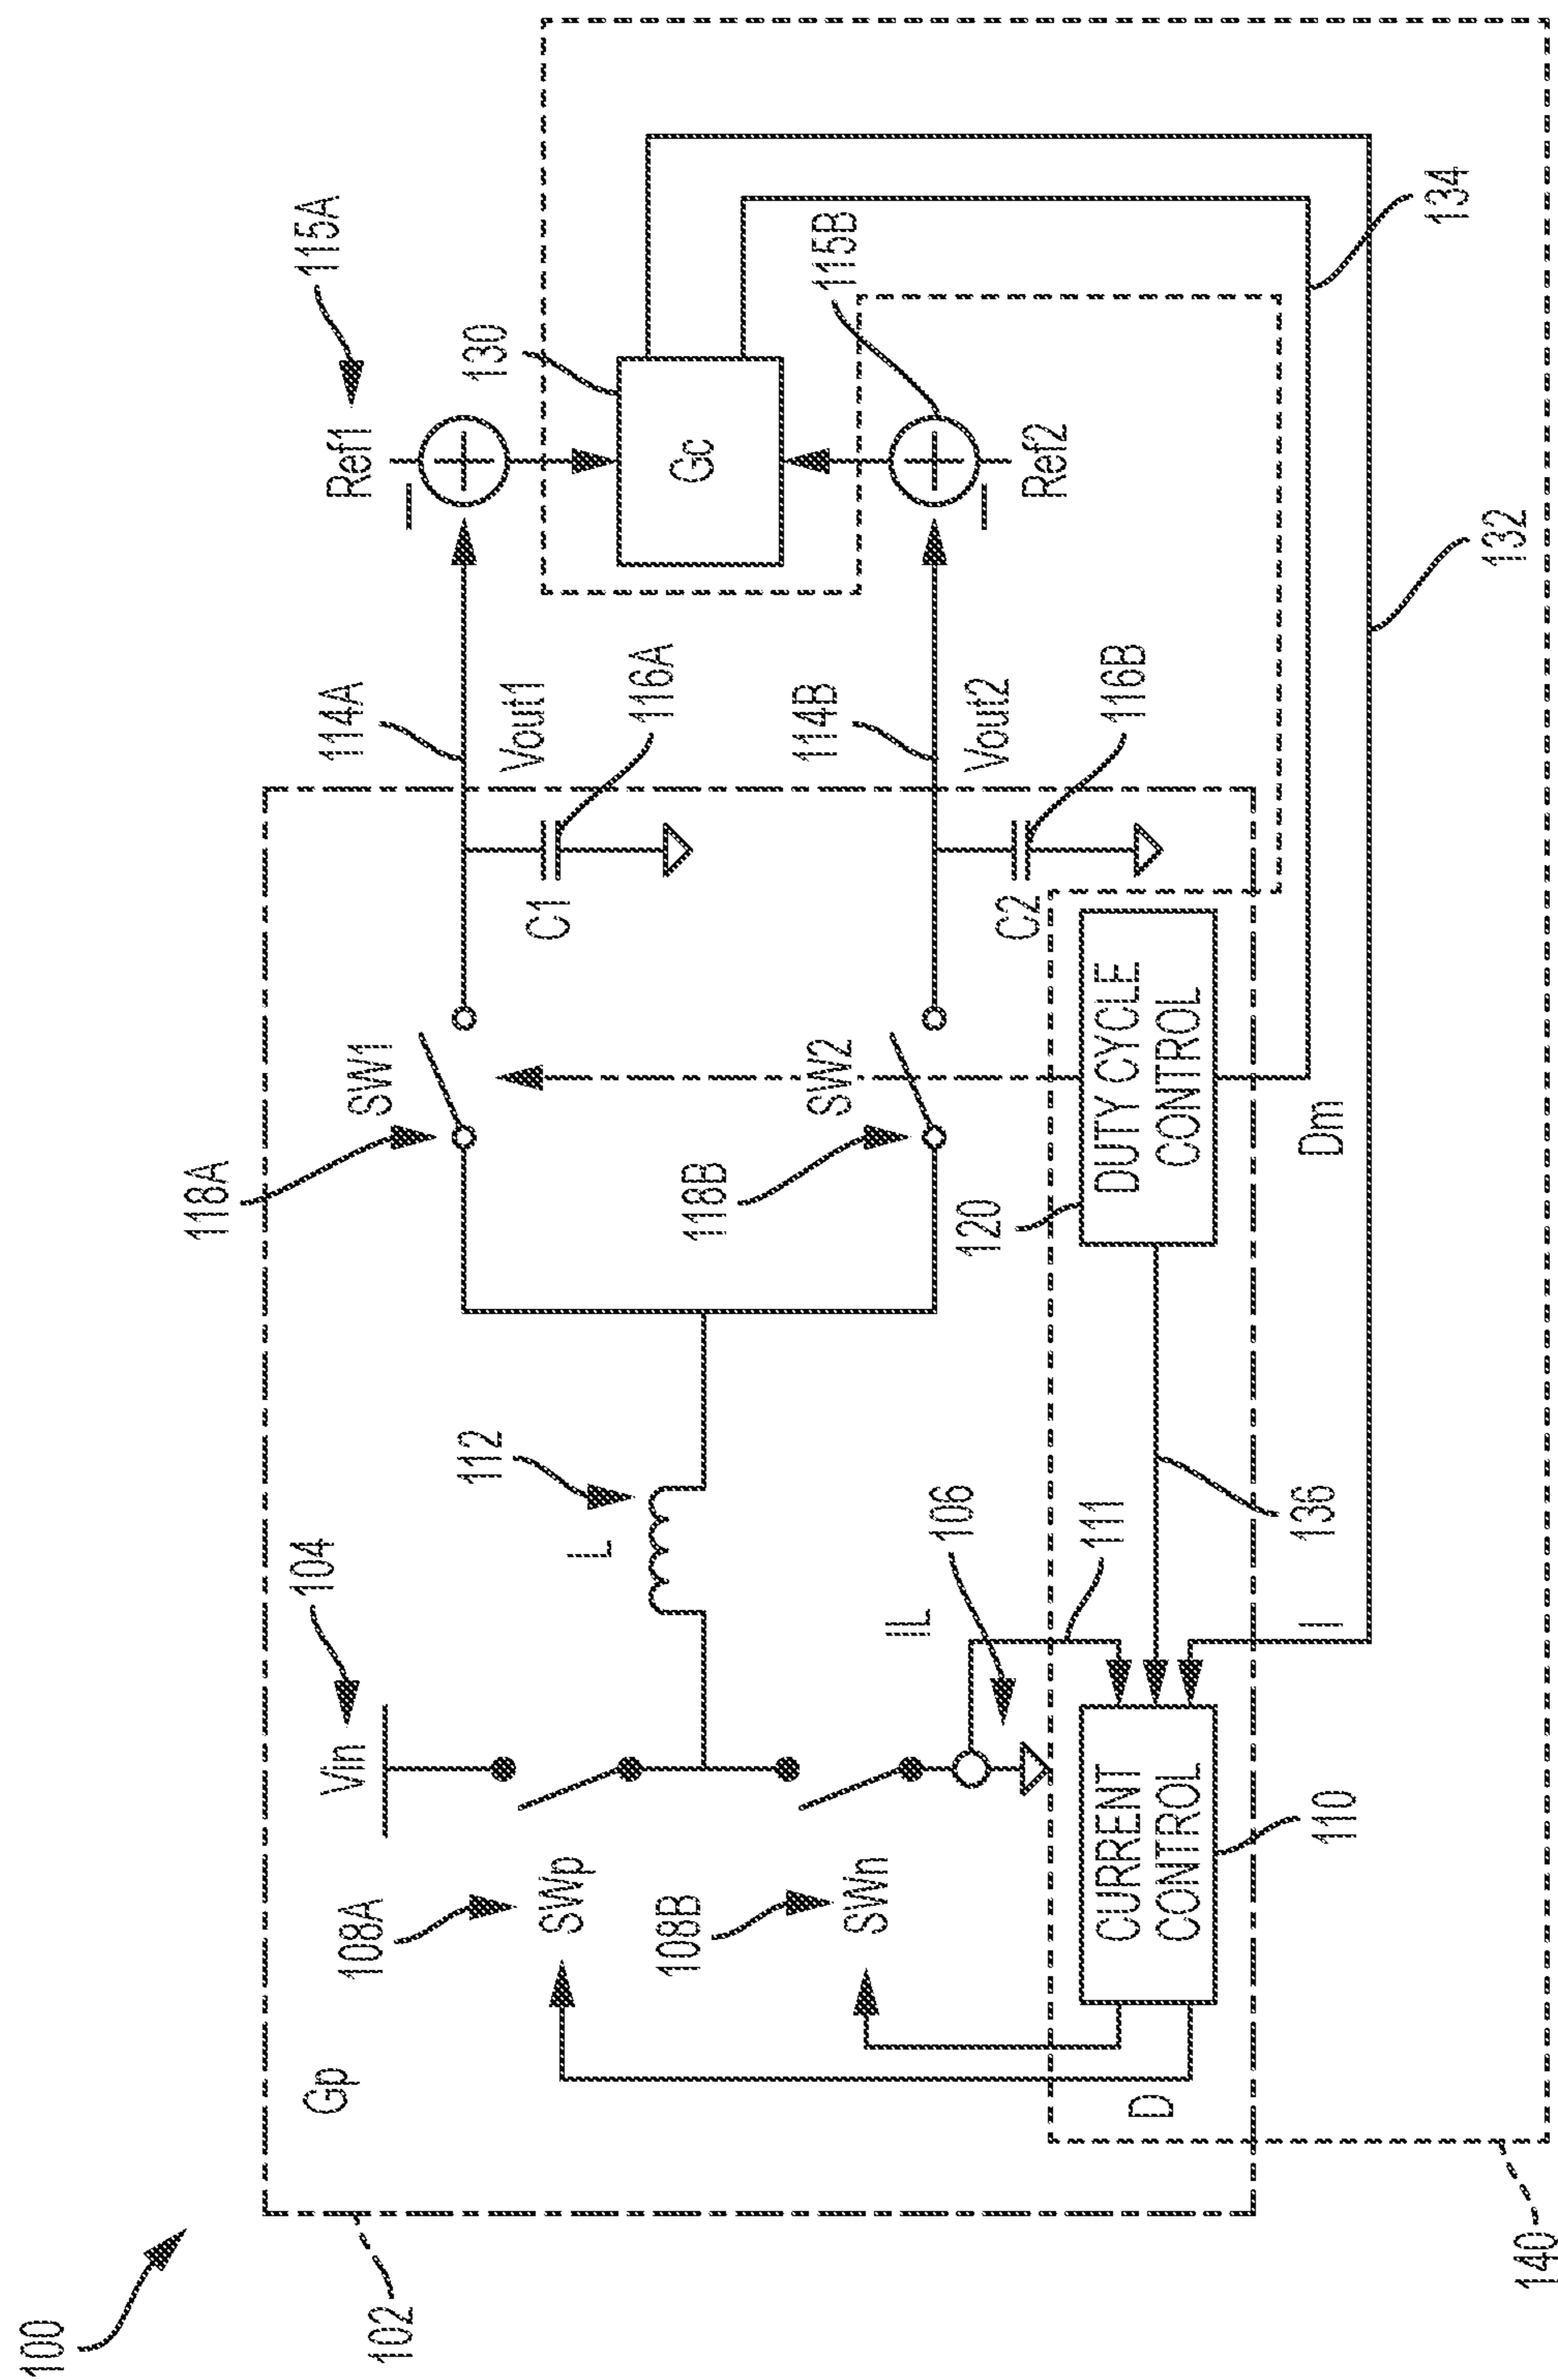 100
102
Gp
104
Vin
108A
SWp
108B
SWn
106
IL
111
L
112
118A
SW1
118B
SW2
114A
Vout1
C1
116A
114B
Vout2
C2
116B
115A
Ref1
—
130
Gc
115B
—
Ref2
CURRENT
CONTROL
110
D
I
136
120
DUTY CYCLE
CONTROL
Dm
132
134
140